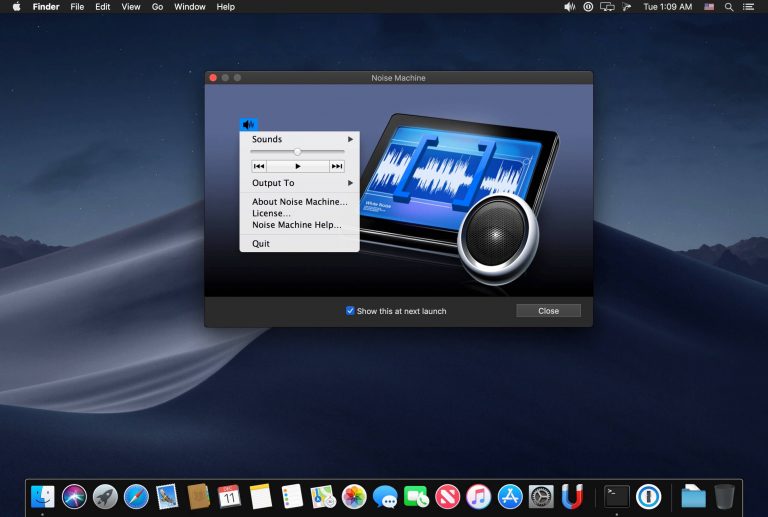 Finder File Edit View Go Window Help Tue 1:09 AM
Noise Machine
Sounds
Output To
About Noise Machine...
License...
Noise Machine Help...
Quit
White Noise
Show this at next launch Close
11